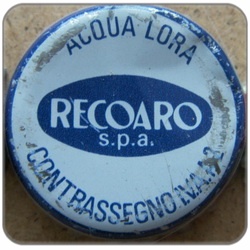 ACQUA LORA
RECOARO
s.p.a.
CONTRASSEGNO